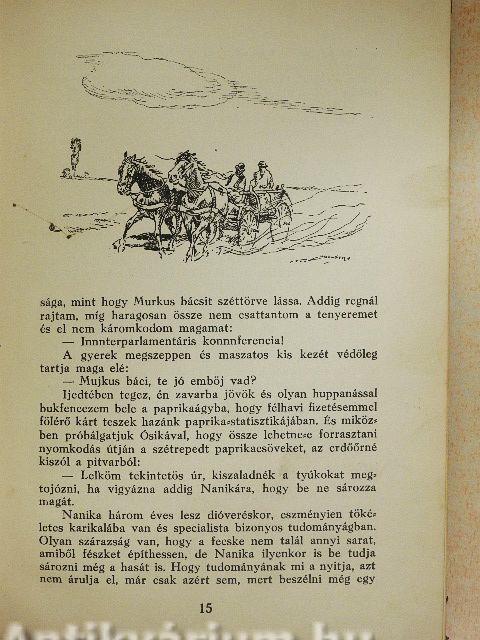 sága, mint hogy Murkus bácsit széttörve lássa. Addig regnál
rajtam, míg haragosan össze nem csattantom a tenyeremet
és el nem káromkodom magamat:
— Innnterparlamentáris konnnferencia!
A gyerek megszeppen és maszatos kis kezét védőleg
tartja maga elé:
— Mujkus báci, te jó emböj vad?
Ijedtében tegez, én zavarba jövök és olyan huppanással
bukfencezem bele a paprikaágyba, hogy félhavi fizetésemmel
fölérő kárt teszek hazánk paprika-statisztikájában. És miköz-
ben próbálgatjuk Ósikával, hogy össze lehetne-e forrasztani
nyomkodás útján a szétrepedt paprikacsöveket, az erdőőrné
kiszól a pitvarból:
— Lelköm tekintetös úr, kiszaladnék a tyúkokat meg-
tojózni, ha vigyázna addig Nanikára, hogy be ne sározza
magát.
Nanika három éves lesz dióveréskor, eszményien töké-
letes karikalába van és specialista bizonyos tudományágban.
Olyan szárazság van, hogy a fecske nem talál annyi sarat,
amiből fészket építhessen, de Nanika ilyenkor is be tudja
sározni még a hasát is. Hogy tudományának mi a nyitja, azt
nem árulja el, már csak azért sem, mert beszélni még egy
15
Antikvárium.hu